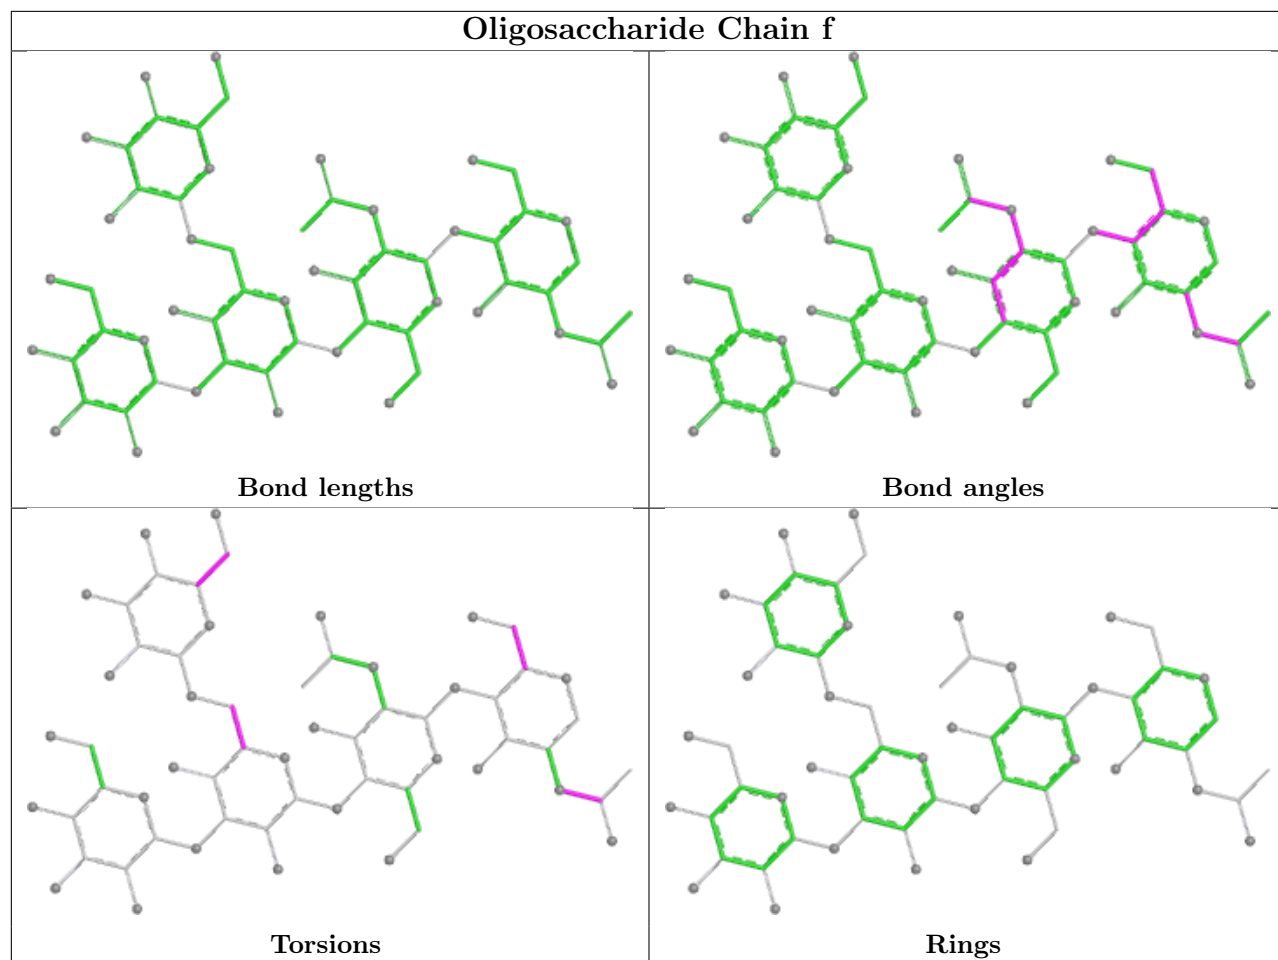 Oligosaccharide Chain f
Bond lengths
Bond angles
Torsions
Rings